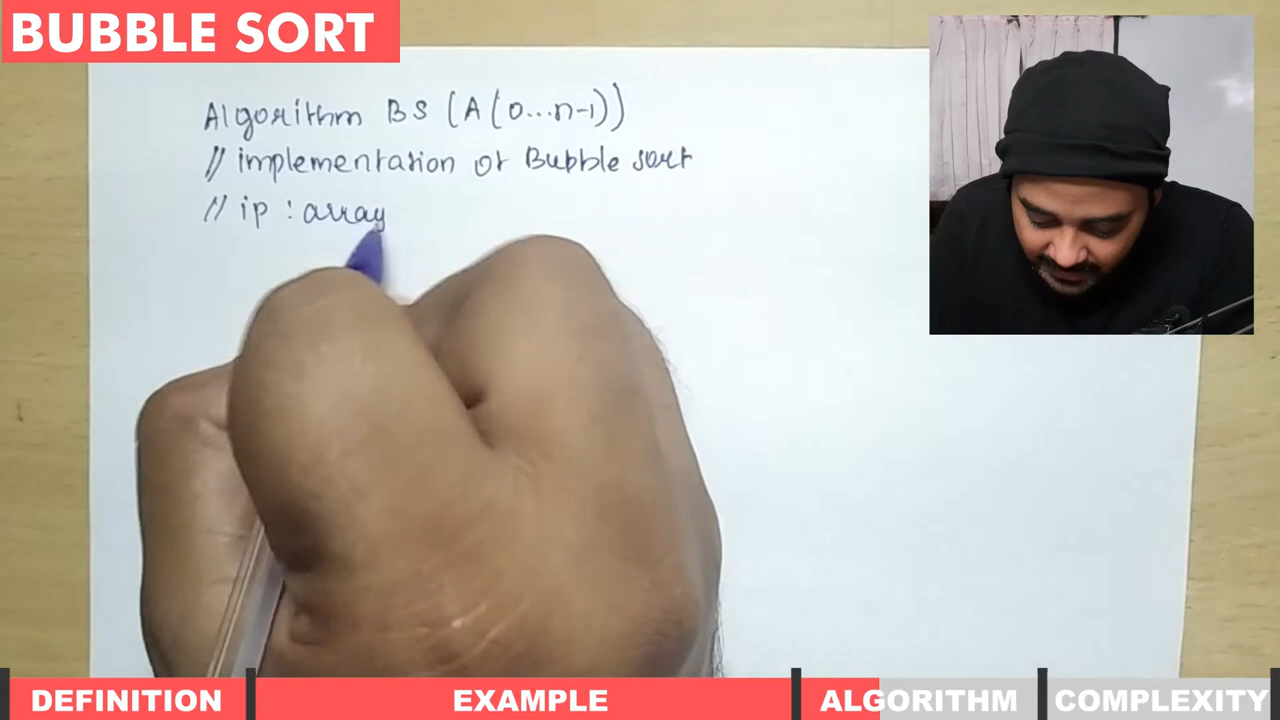 BUBBLE SORT
Algorithm BS (A(0...n-1))
// implementation of Bubble sort
// ip : array
DEFINITION
EXAMPLE
ALGORITHM
COMPLEXITY